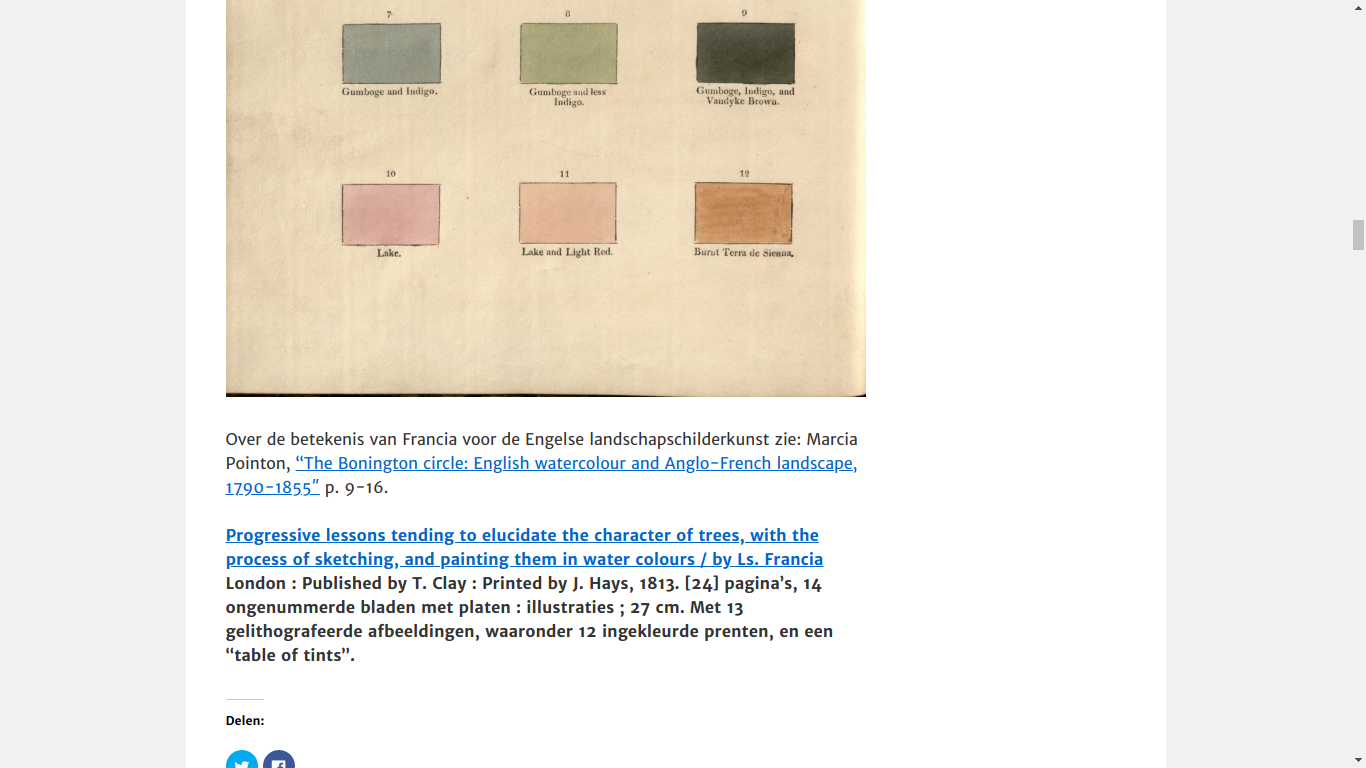 7 8 9
Gumboge and Indigo. Gumboge and less Gumboge, Indigo, and
Indigo. Vandyke Brown.
10 11 12
Lake. Lake and Light Red. Burnt Terra de Sienna.
Over de betekenis van Francia voor de Engelse landschapschilderkunst zie: Marcia
Pointon, “The Bonington circle: English watercolour and Anglo-French landscape,
1790-1855″ p. 9-16.
Progressive lessons tending to elucidate the character of trees, with the
process of sketching, and painting them in water colours / by Ls. Francia
London : Published by T. Clay : Printed by J. Hays, 1813. [24] pagina’s, 14
ongenummerde bladen met platen : illustraties ; 27 cm. Met 13
gelithografeerde afbeeldingen, waaronder 12 ingekleurde prenten, en een
“table of tints”.
Delen: